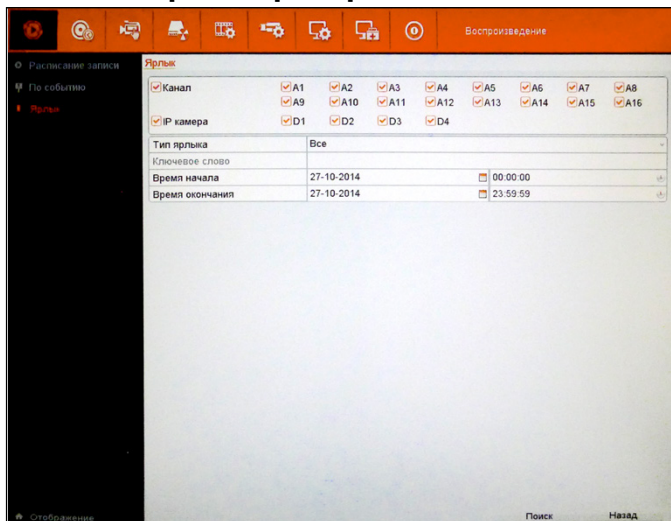 Воспроизведение
Расписание записи
По событию
Ярлык
Ярлык
Канал A1 A2 A3 A4 A5 A6 A7 A8
A9 A10 A11 A12 A13 A14 A15 A16
IP камера D1 D2 D3 D4
Тип ярлыка Все
Ключевое слово
Время начала 27-10-2014 00:00:00
Время окончания 27-10-2014 23:59:59
Отображение Поиск Назад